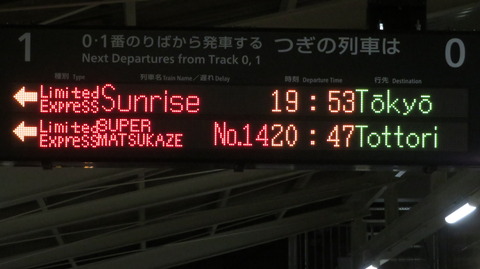 1 0・1番のりばから発車する つぎの列車は 0
Next Departures from Track 0, 1
種別 Type 列車名 / Train Name / 遅れ Delay 時刻 Departure Time 行先 Destination
← Limited Express Sunrise 19:53 Tōkyō
← Limited Express SUPER MATSUKAZE No.14 20:47 Tottori